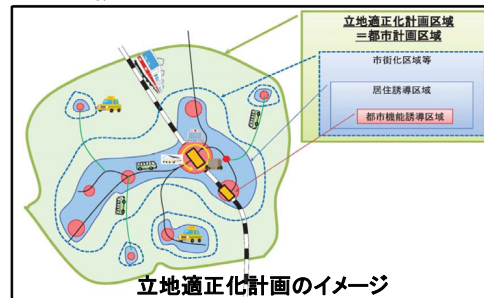 立地適正化計画区域
＝都市計画区域
市街化区域等
居住誘導区域
都市機能誘導区域
立地適正化計画のイメージ